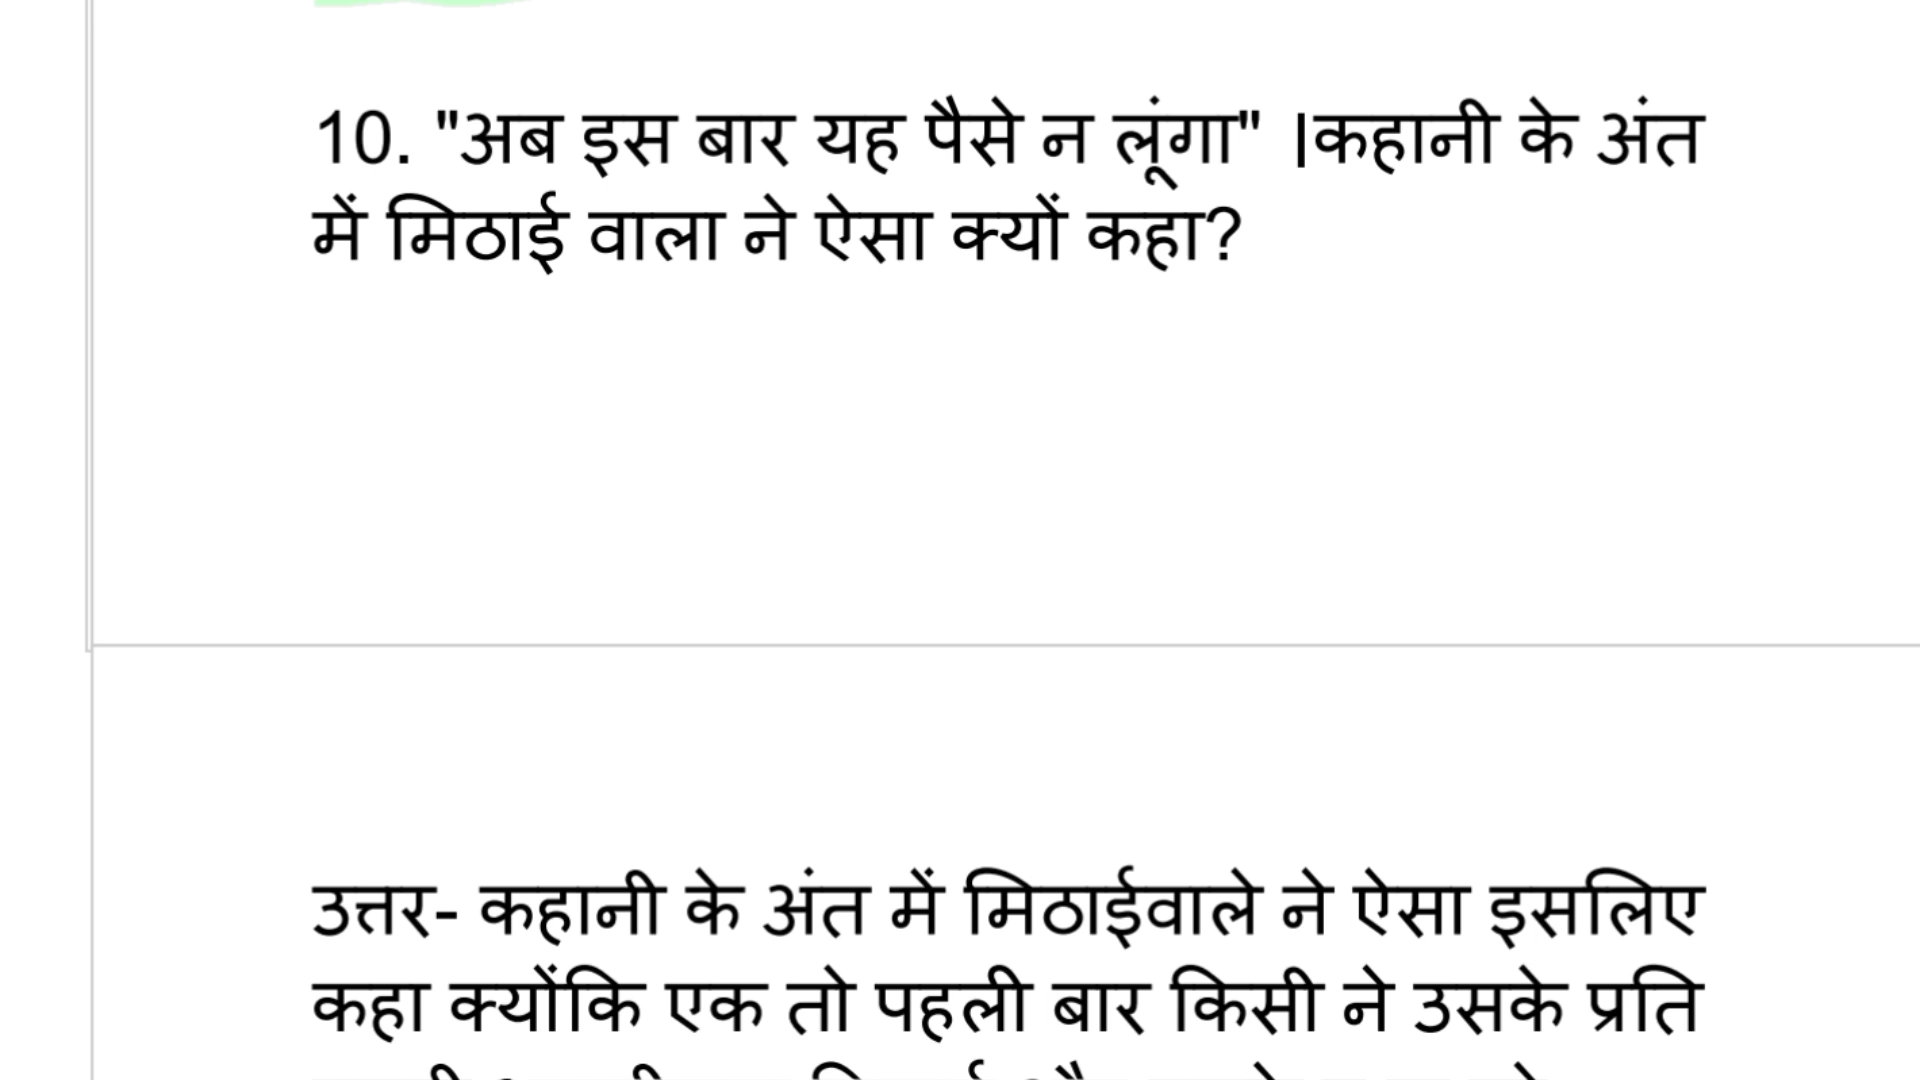 10. "अब इस बार यह पैसे न लूंगा" |कहानी के अंत
में मिठाई वाला ने ऐसा क्यों कहा?
उत्तर- कहानी के अंत में मिठाईवाले ने ऐसा इसलिए
कहा क्योंकि एक तो पहली बार किसी ने उसके प्रति